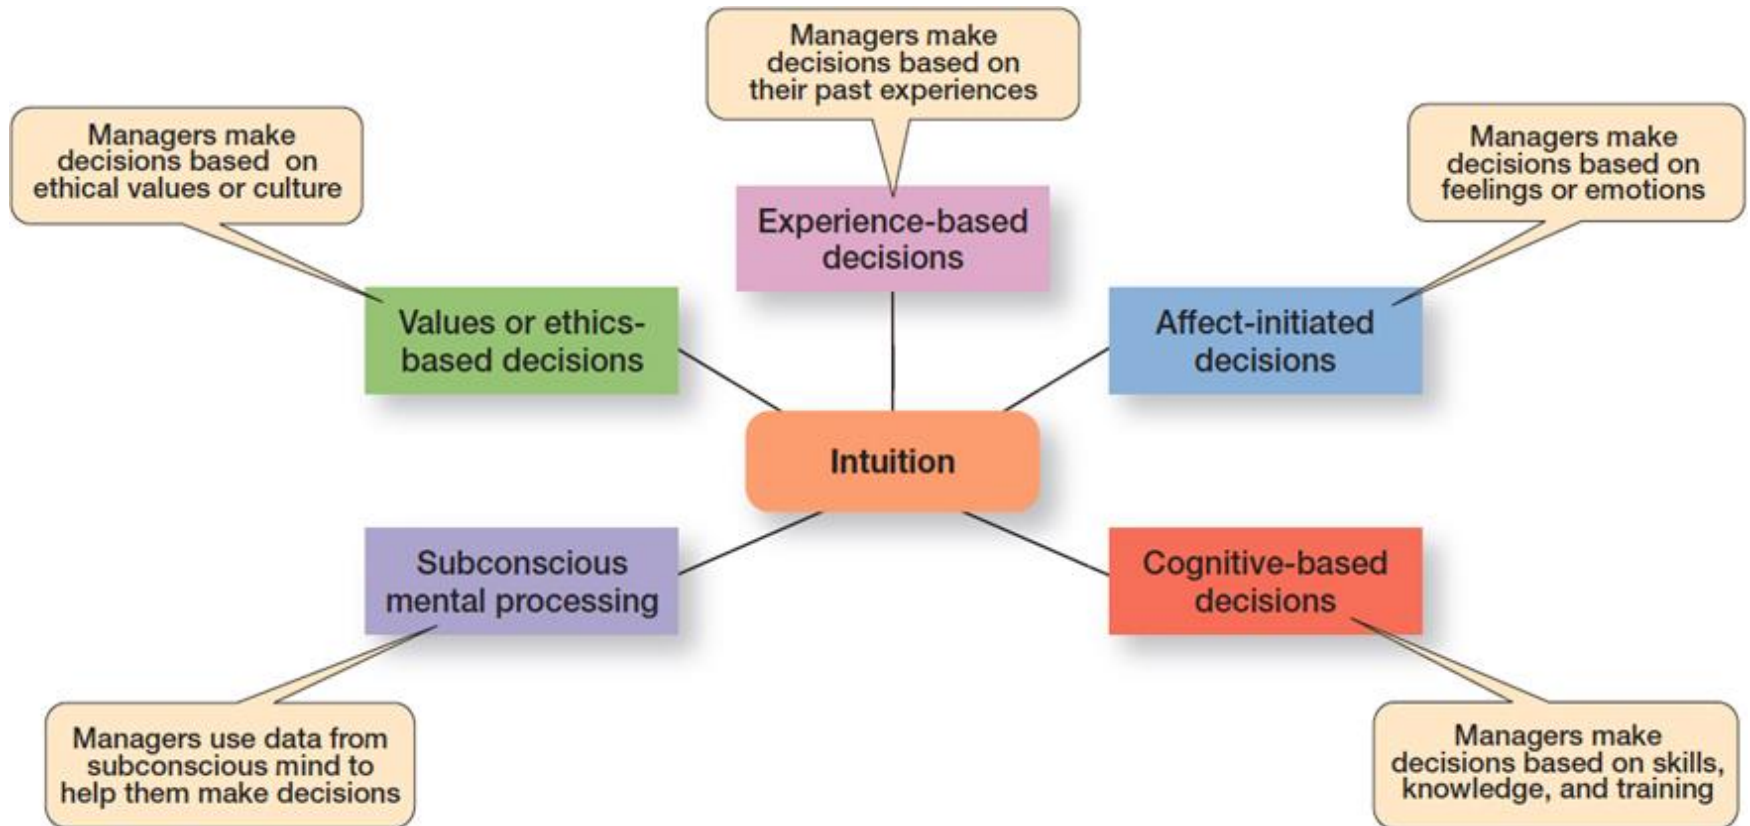 Managers make
decisions based on
their past experiences
Managers make
decisions based on
ethical values or culture
Managers make
decisions based on
feelings or emotions
Experience-based
decisions
Values or ethics-
based decisions
Affect-initiated
decisions
Intuition
Subconscious
mental processing
Cognitive-based
decisions
Managers use data from
subconscious mind to
help them make decisions
Managers make
decisions based on skills,
knowledge, and training